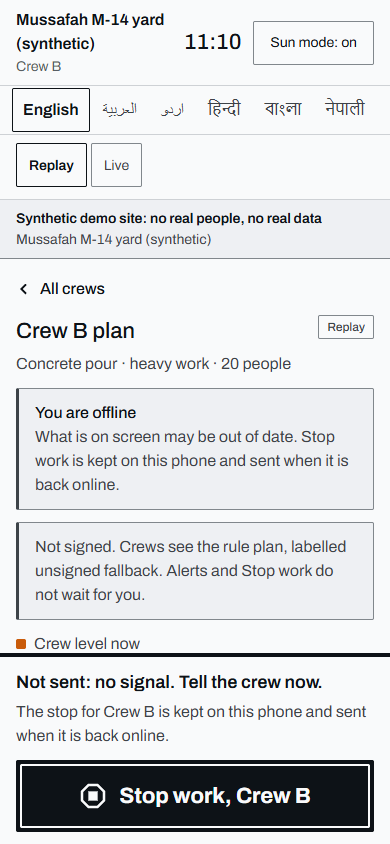 Mussafah M-14 yard
(synthetic)
Crew B
11:10
Sun mode: on
English
العربية
اردو
हिन्दी
বাংলা
नेपाली
Replay
Live
Synthetic demo site: no real people, no real data
Mussafah M-14 yard (synthetic)
All crews
Crew B plan
Replay
Concrete pour · heavy work · 20 people
You are offline
What is on screen may be out of date. Stop
work is kept on this phone and sent when it is
back online.
Not signed. Crews see the rule plan, labelled
unsigned fallback. Alerts and Stop work do
not wait for you.
Crew level now
Not sent: no signal. Tell the crew now.
The stop for Crew B is kept on this phone and sent
when it is back online.
Stop work, Crew B